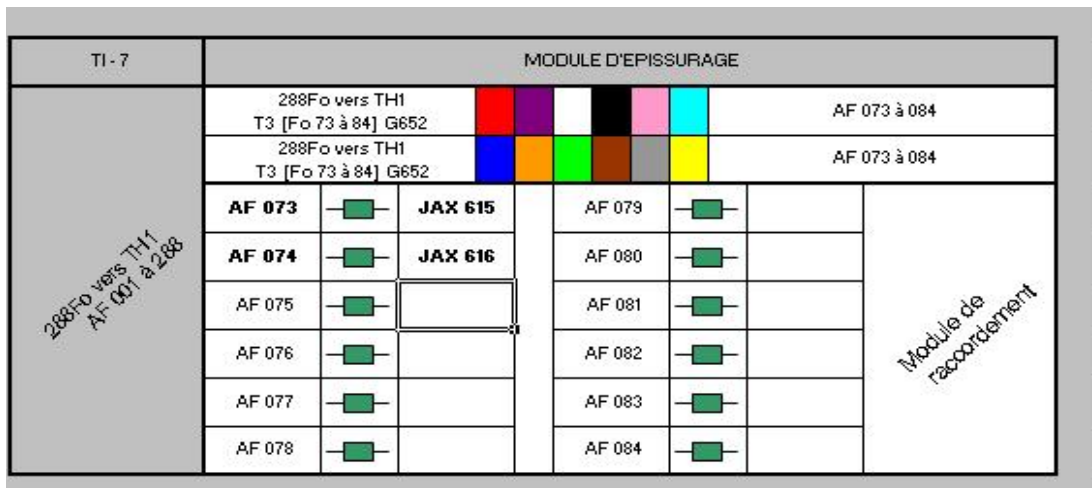 TI - 7
MODULE D'EPISSURAGE
288Fo vers TH1
T3 [Fo 73 à 84] G652
AF 073 à 084
288Fo vers TH1
T3 [Fo 73 à 84] G652
AF 073 à 084
288Fo vers TH1
AF 001 à 288
AF 073
JAX 615
AF 079
AF 074
JAX 616
AF 080
AF 075
AF 081
AF 076
AF 082
AF 077
AF 083
AF 078
AF 084
Module de
raccordement